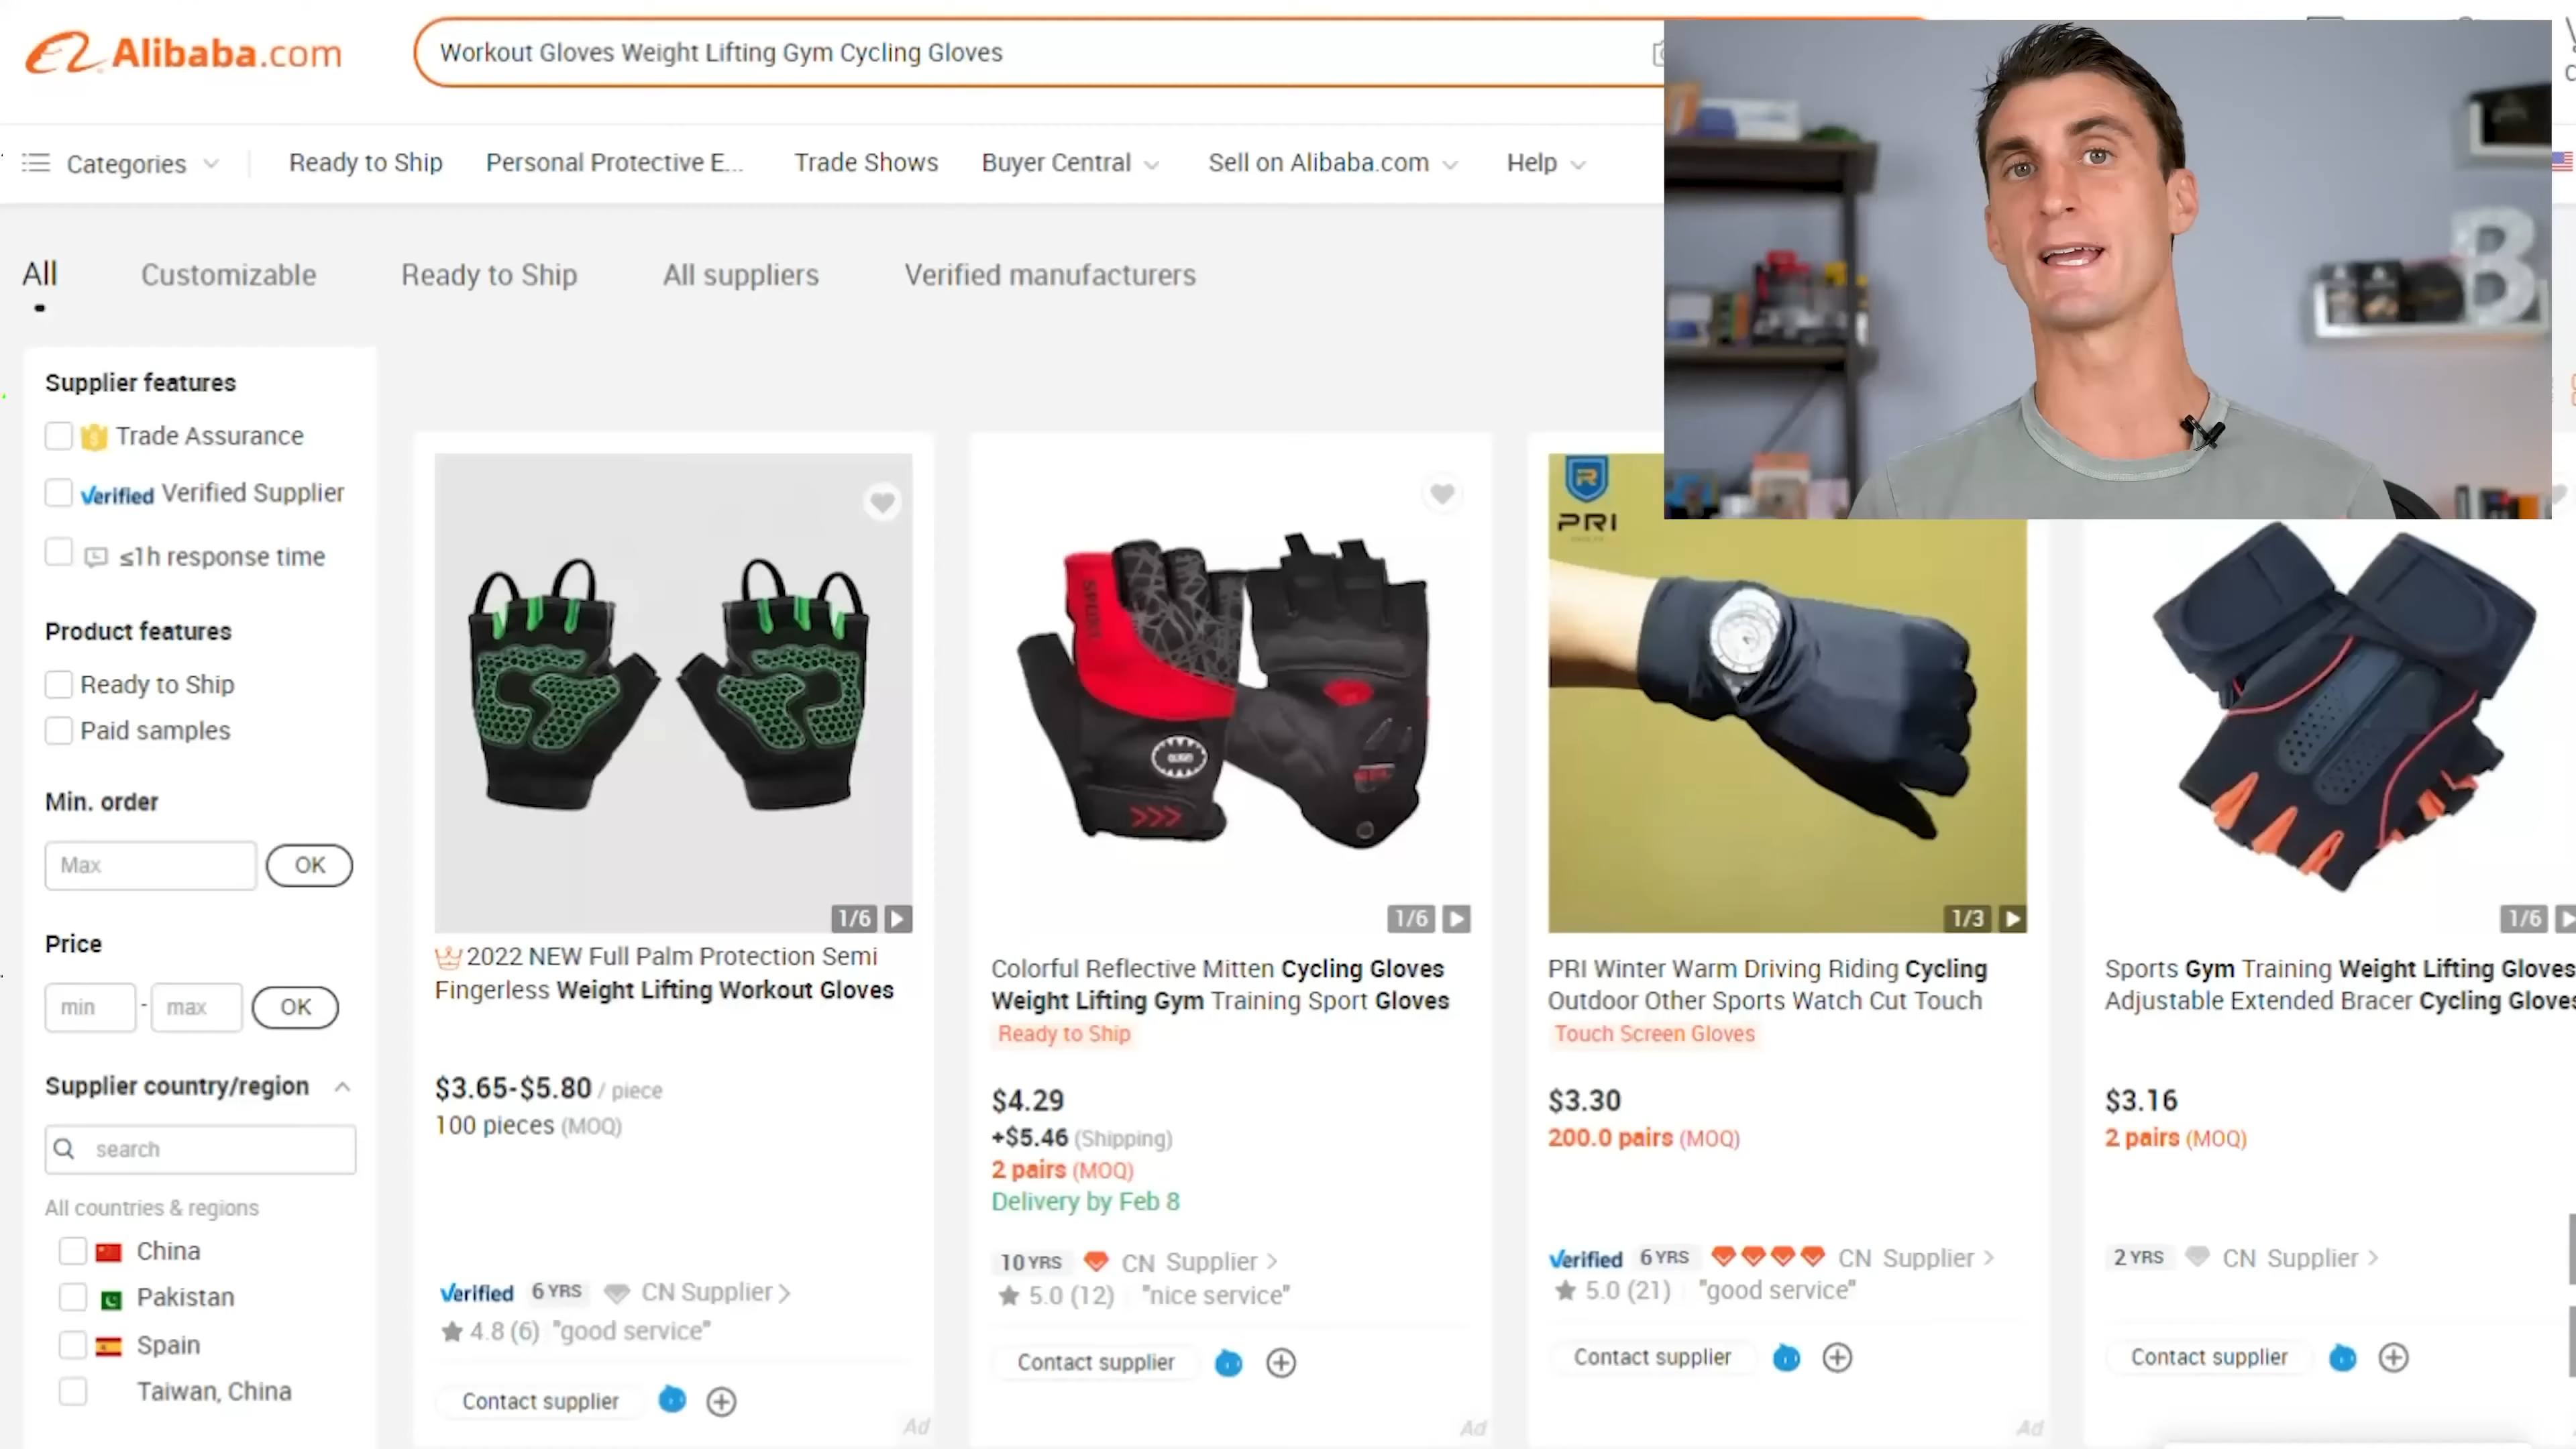 Alibaba.com
Workout Gloves Weight Lifting Gym Cycling Gloves
Categories
Ready to Ship
Personal Protective E...
Trade Shows
Buyer Central
Sell on Alibaba.com
Help
All
Customizable
Ready to Ship
All suppliers
Verified manufacturers
Supplier features
Trade Assurance
Verified Verified Supplier
≤1h response time
Product features
Ready to Ship
Paid samples
Min. order
Max
OK
Price
min - max OK
Supplier country/region
search
All countries & regions
China
Pakistan
Spain
Taiwan, China
1/6
2022 NEW Full Palm Protection Semi
Fingerless Weight Lifting Workout Gloves
$3.65-$5.80 / piece
100 pieces (MOQ)
Verified 6 YRS CN Supplier >
4.8 (6) "good service"
Contact supplier
Ad
1/6
Colorful Reflective Mitten Cycling Gloves
Weight Lifting Gym Training Sport Gloves
Ready to Ship
$4.29
+$5.46 (Shipping)
2 pairs (MOQ)
Delivery by Feb 8
10 YRS CN Supplier >
5.0 (12) "nice service"
Contact supplier
Ad
R
PRI
1/3
PRI Winter Warm Driving Riding Cycling
Outdoor Other Sports Watch Cut Touch
Touch Screen Gloves
$3.30
200.0 pairs (MOQ)
Verified 6 YRS CN Supplier >
5.0 (21) "good service"
Contact supplier
Ad
B
1/6
Sports Gym Training Weight Lifting Gloves
Adjustable Extended Bracer Cycling Gloves
$3.16
2 pairs (MOQ)
2 YRS CN Supplier >
Contact supplier